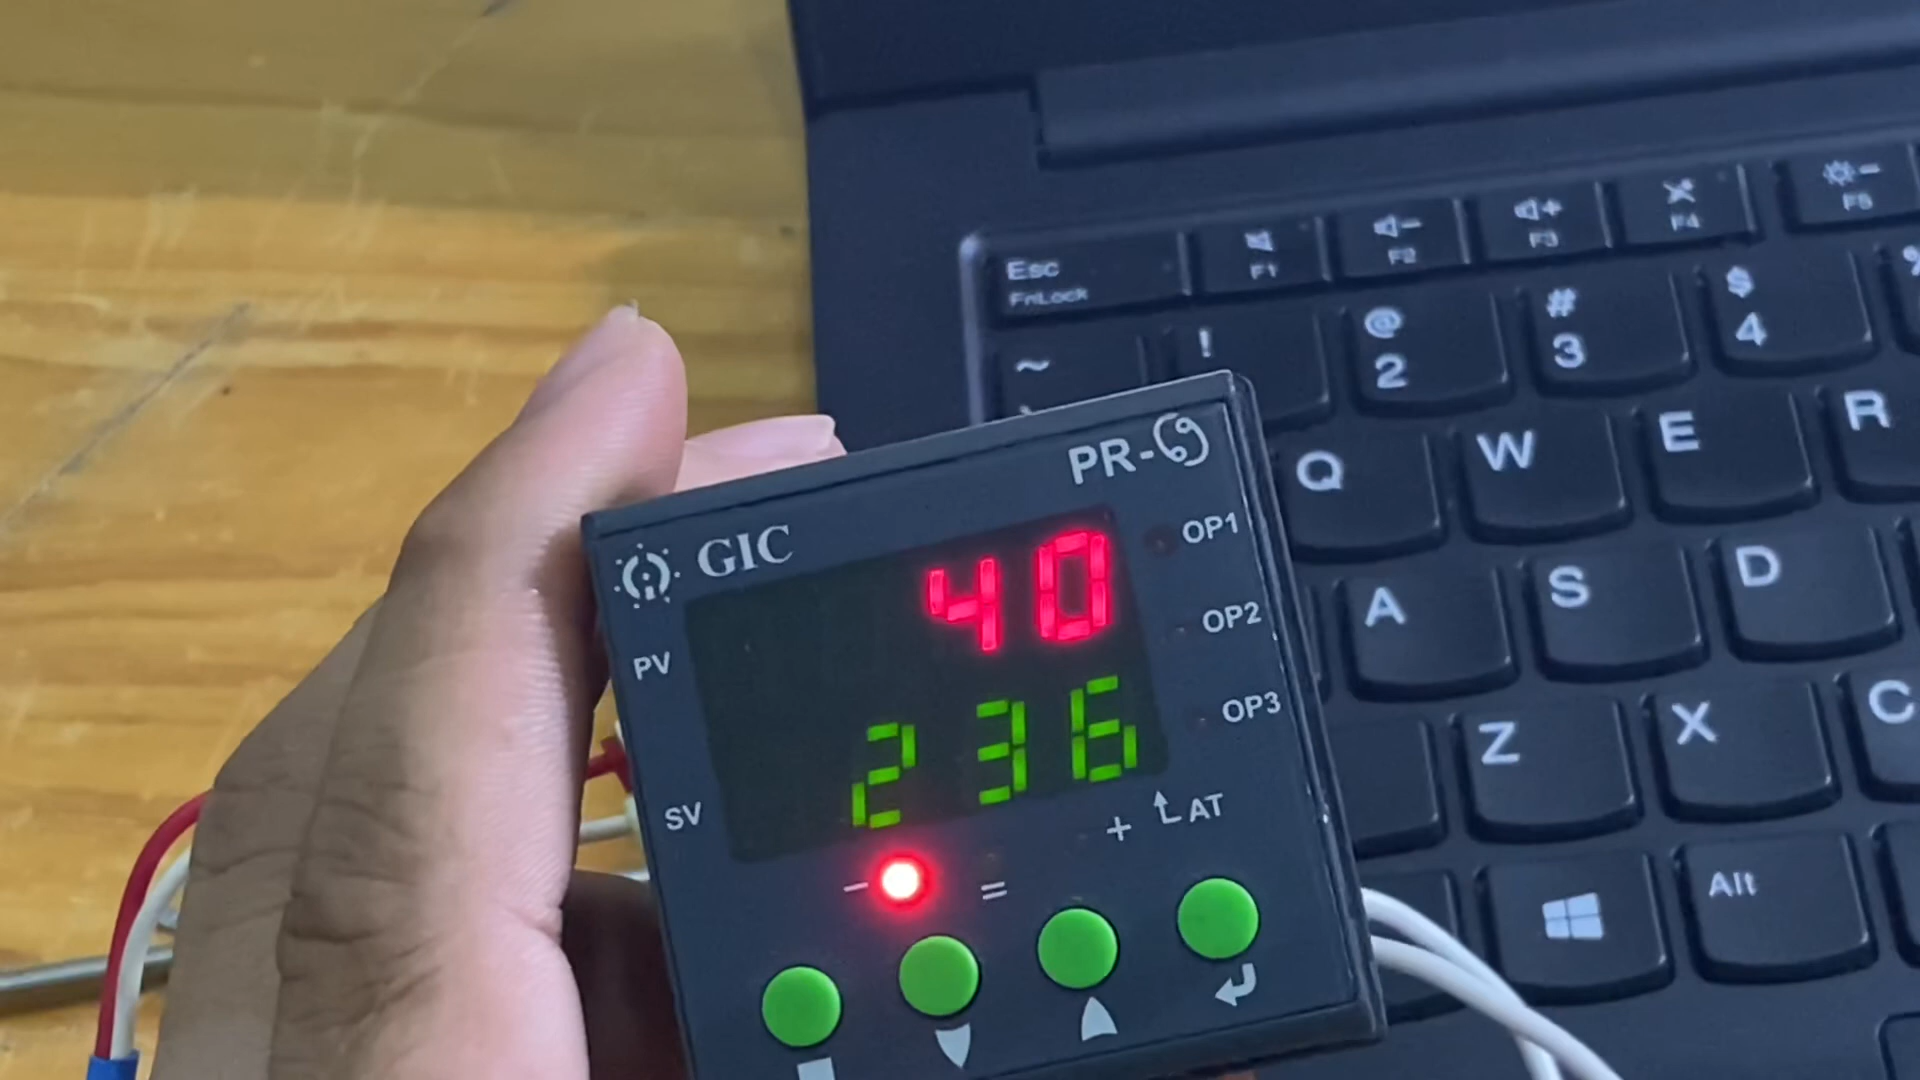 Esc
FnLock
F1
F2
F3
F4
F5
~
!
@
2
#
3
$
4
Q
W
E
R
A
S
D
Z
X
C
Alt
PR-69
GIC
40
OP1
PV
OP2
236
OP3
SV
+
AT
-
=